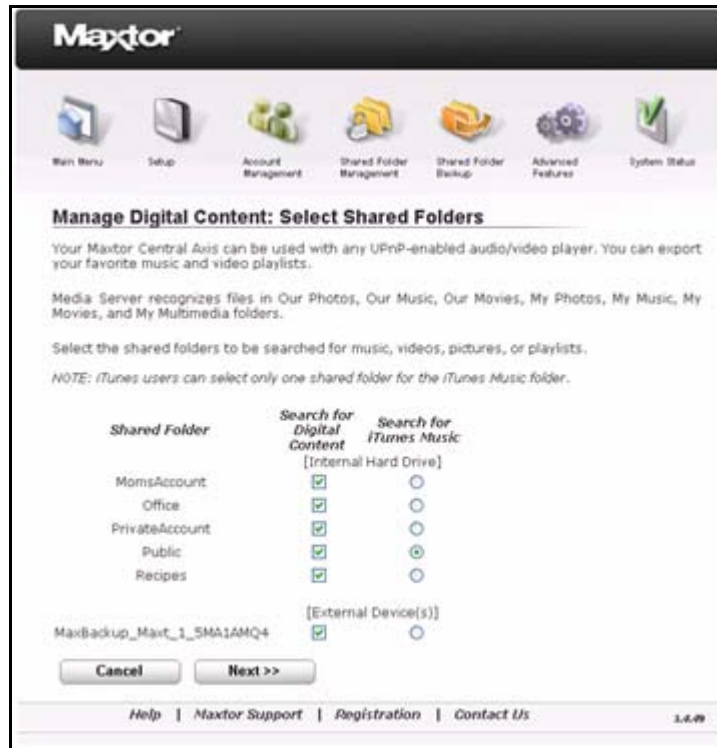 Maxtor
Main Menu
Setup
Account Management
Shared Folder Management
Shared Folder Backup
Advanced Features
System Status
Manage Digital Content: Select Shared Folders
Your Maxtor Central Axis can be used with any UPnP-enabled audio/video player. You can export
your favorite music and video playlists.
Media Server recognizes files in Our Photos, Our Music, Our Movies, My Photos, My Music, My
Movies, and My Multimedia folders.
Select the shared folders to be searched for music, videos, pictures, or playlists.
NOTE: iTunes users can select only one shared folder for the iTunes Music folder.
Shared Folder
Search for Digital Content
Search for iTunes Music
[Internal Hard Drive]
MomsAccount
Office
PrivateAccount
Public
Recipes
[External Device(s)]
MaxBackup_Maxt_1_5MA1AMQ4
Cancel
Next >>
Help | Maxtor Support | Registration | Contact Us